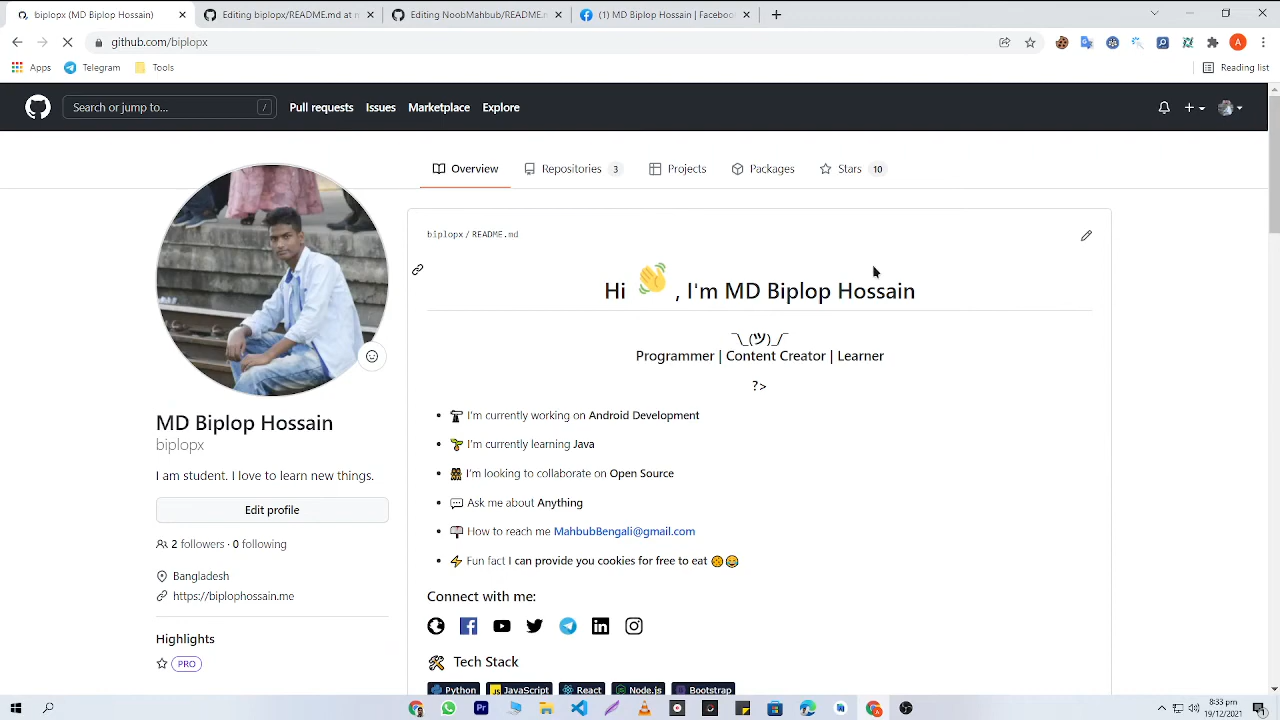 biplopx (MD Biplop Hossain)
Editing biplopx/README.md at m
Editing NooBMahbub/README.m
(1) MD Biplop Hossain | Facebook
github.com/biplopx
A
Apps
Telegram
Tools
Reading list
Search or jump to...
/
Pull requests
Issues
Marketplace
Explore
Overview
Repositories 3
Projects
Packages
Stars 10
biplopx / README.md
Hi 👋 , I'm MD Biplop Hossain
¯\_(ツ)_/¯
Programmer | Content Creator | Learner
?>
I'm currently working on Android Development
I'm currently learning Java
I'm looking to collaborate on Open Source
Ask me about Anything
How to reach me MahbubBengali@gmail.com
Fun fact I can provide you cookies for free to eat 🍪😂
Connect with me:
Tech Stack
Python
JavaScript
React
Node.js
Bootstrap
MD Biplop Hossain
biplopx
I am student. I love to learn new things.
Edit profile
2 followers · 0 following
Bangladesh
https://biplophossain.me
Highlights
PRO
8:33 pm
19/12/2021